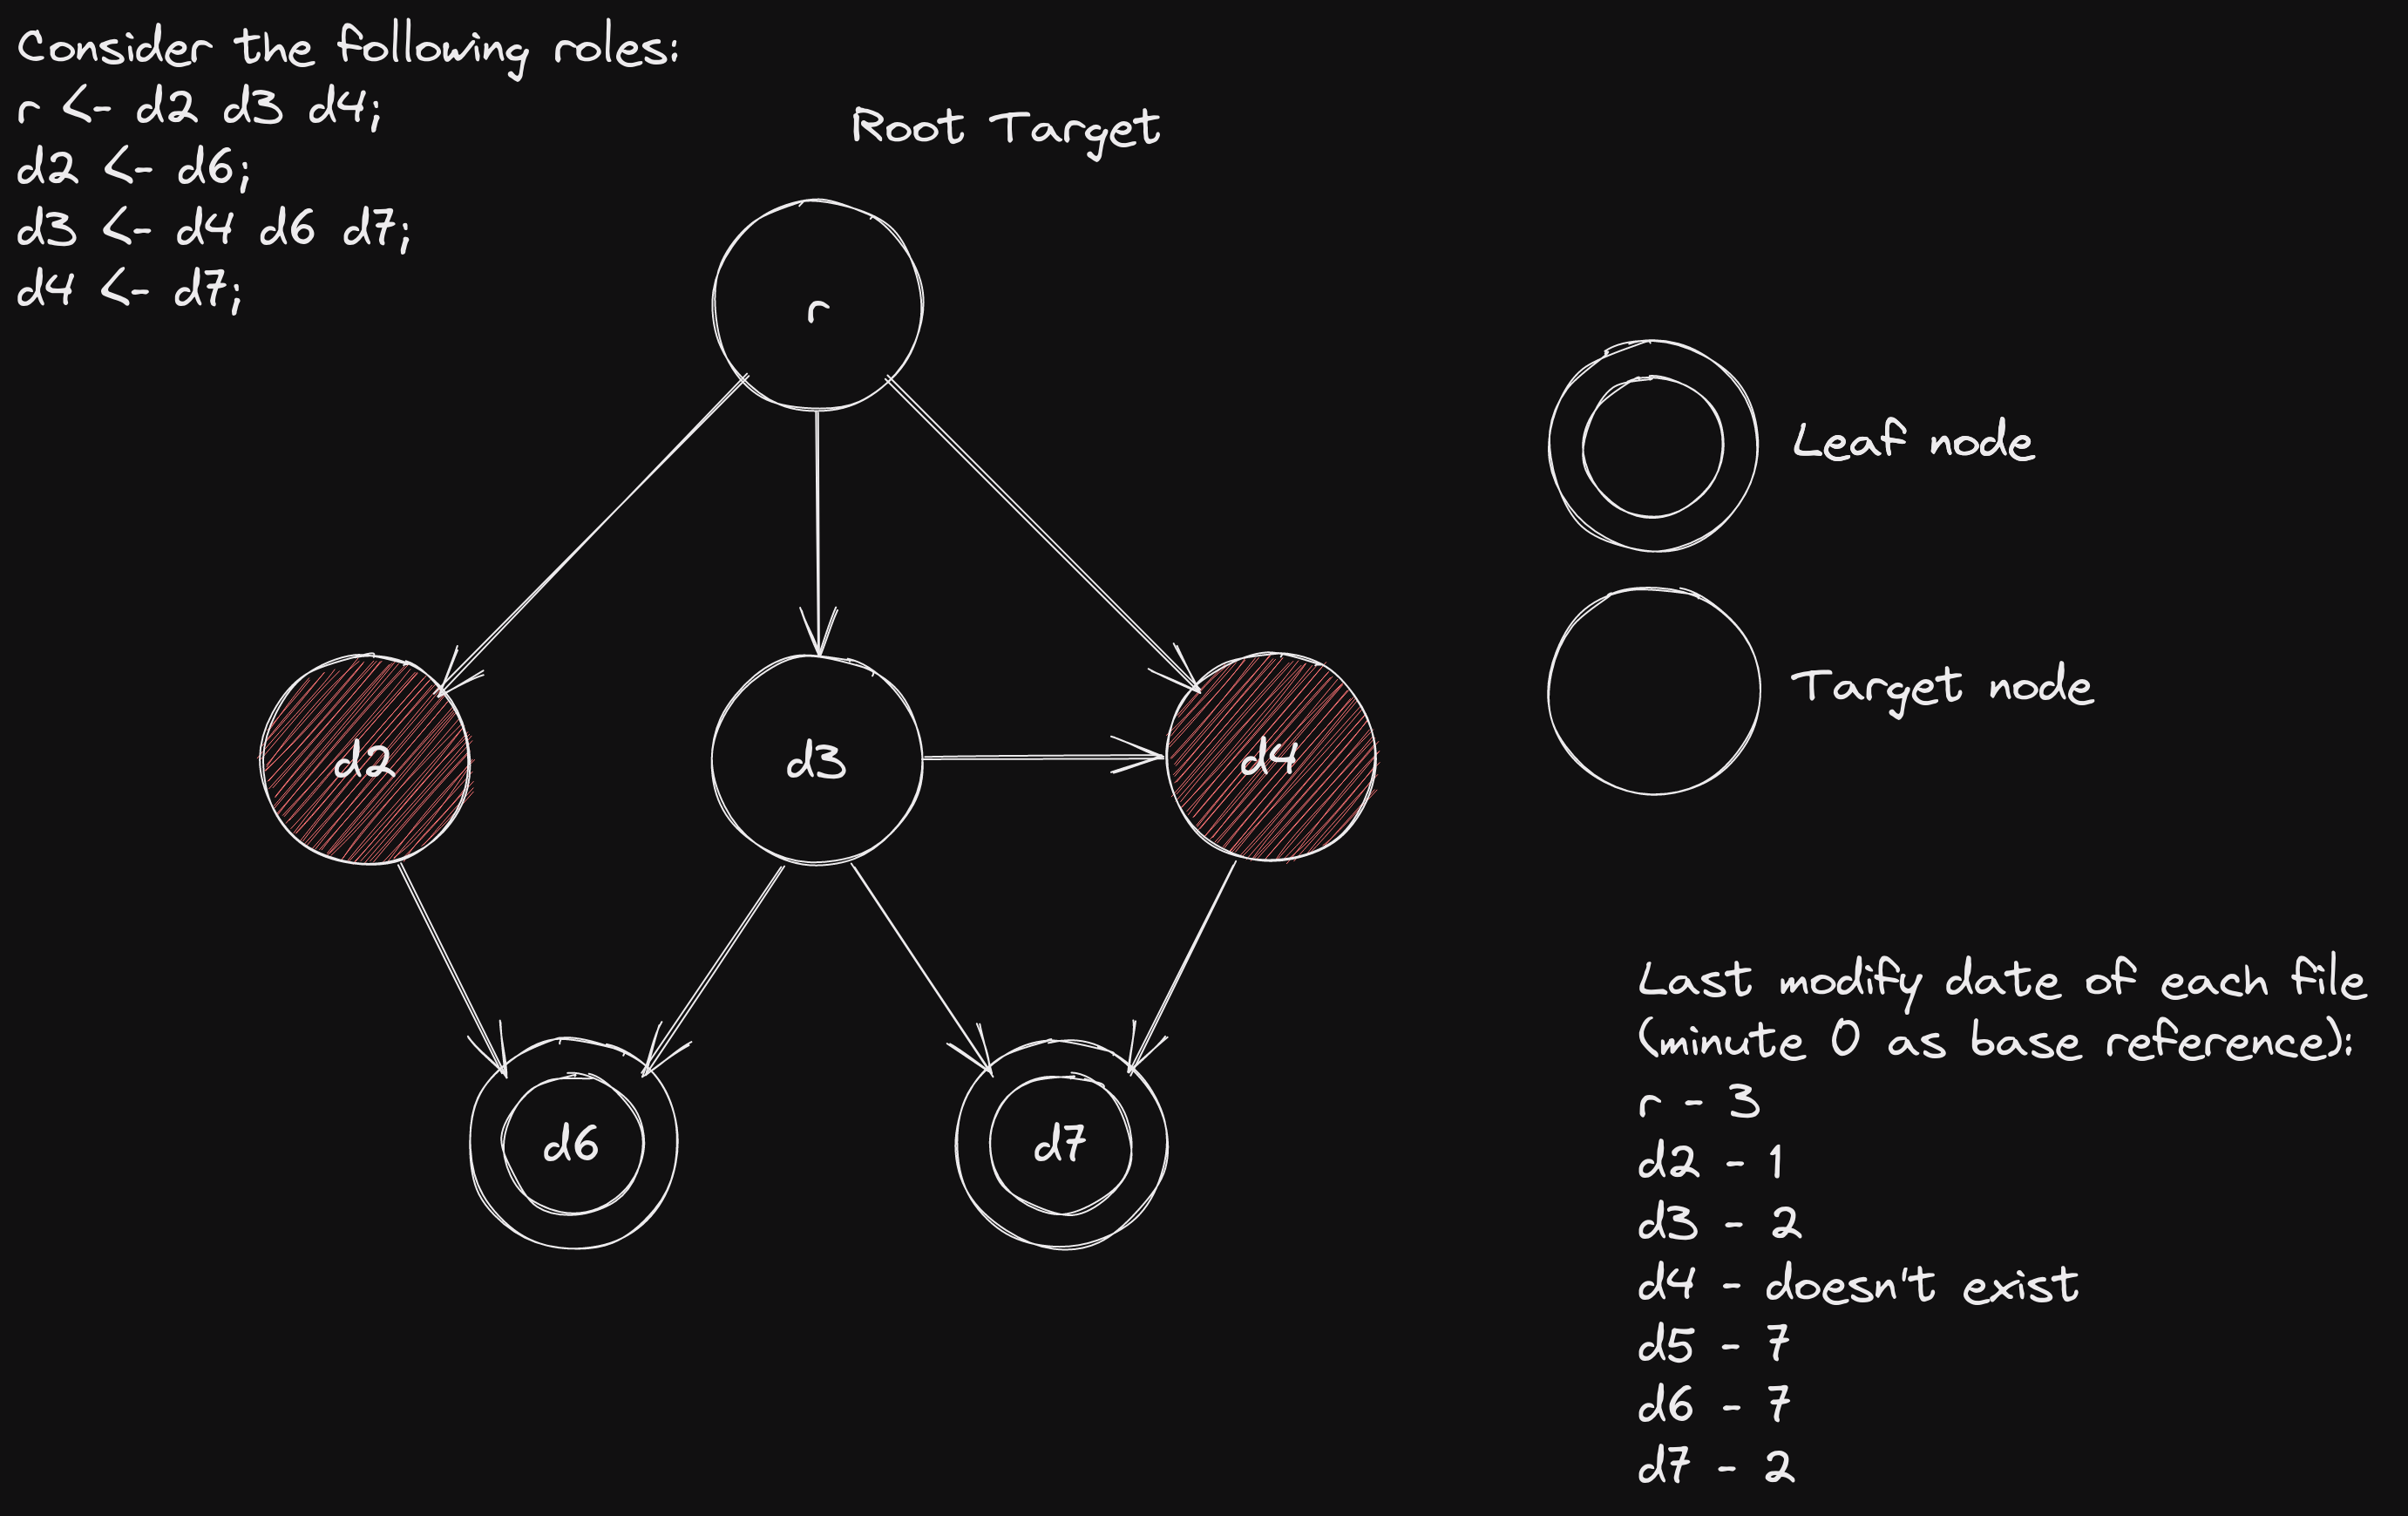 Consider the following roles:
r <- d2 d3 d4;
d2 <- d6;
d3 <- d4 d6 d7;
d4 <- d7;
Root Target
r
Leaf node
d2
d3
d4
Target node
d6
d7
Last modify date of each file
(minute 0 as base reference):
r - 3
d2 - 1
d3 - 2
d4 - doesn't exist
d5 - 7
d6 - 7
d7 - 2